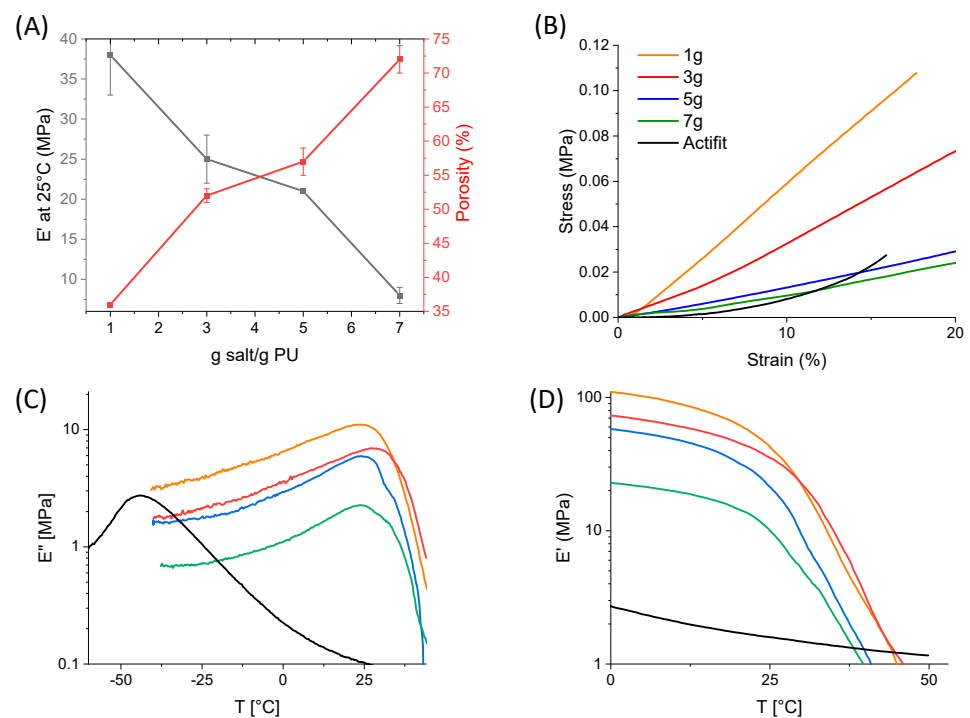 (A)
40
35
30
25
20
15
10
E' at 25°C (MPa)
75
70
65
60
55
50
45
40
35
Porosity (%)
1 2 3 4 5 6 7
g salt/g PU
(B)
0.12
0.10
0.08
0.06
0.04
0.02
0.00
Stress (MPa)
1g
3g
5g
7g
Actifit
0 10 20
Strain (%)
(C)
10
1
0.1
E" [MPa]
-50 -25 0 25
T [°C]
(D)
100
10
1
E' (MPa)
0 25 50
T [°C]